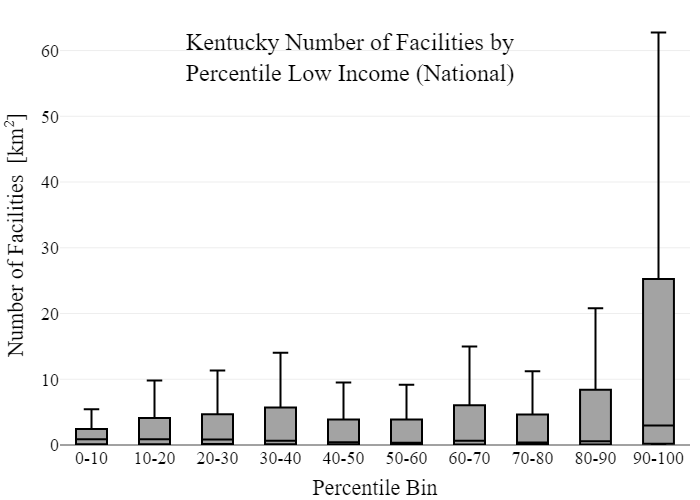 Kentucky Number of Facilities by
Percentile Low Income (National)
Number of Facilities [km²]
60
50
40
30
20
10
0
0-10 10-20 20-30 30-40 40-50 50-60 60-70 70-80 80-90 90-100
Percentile Bin